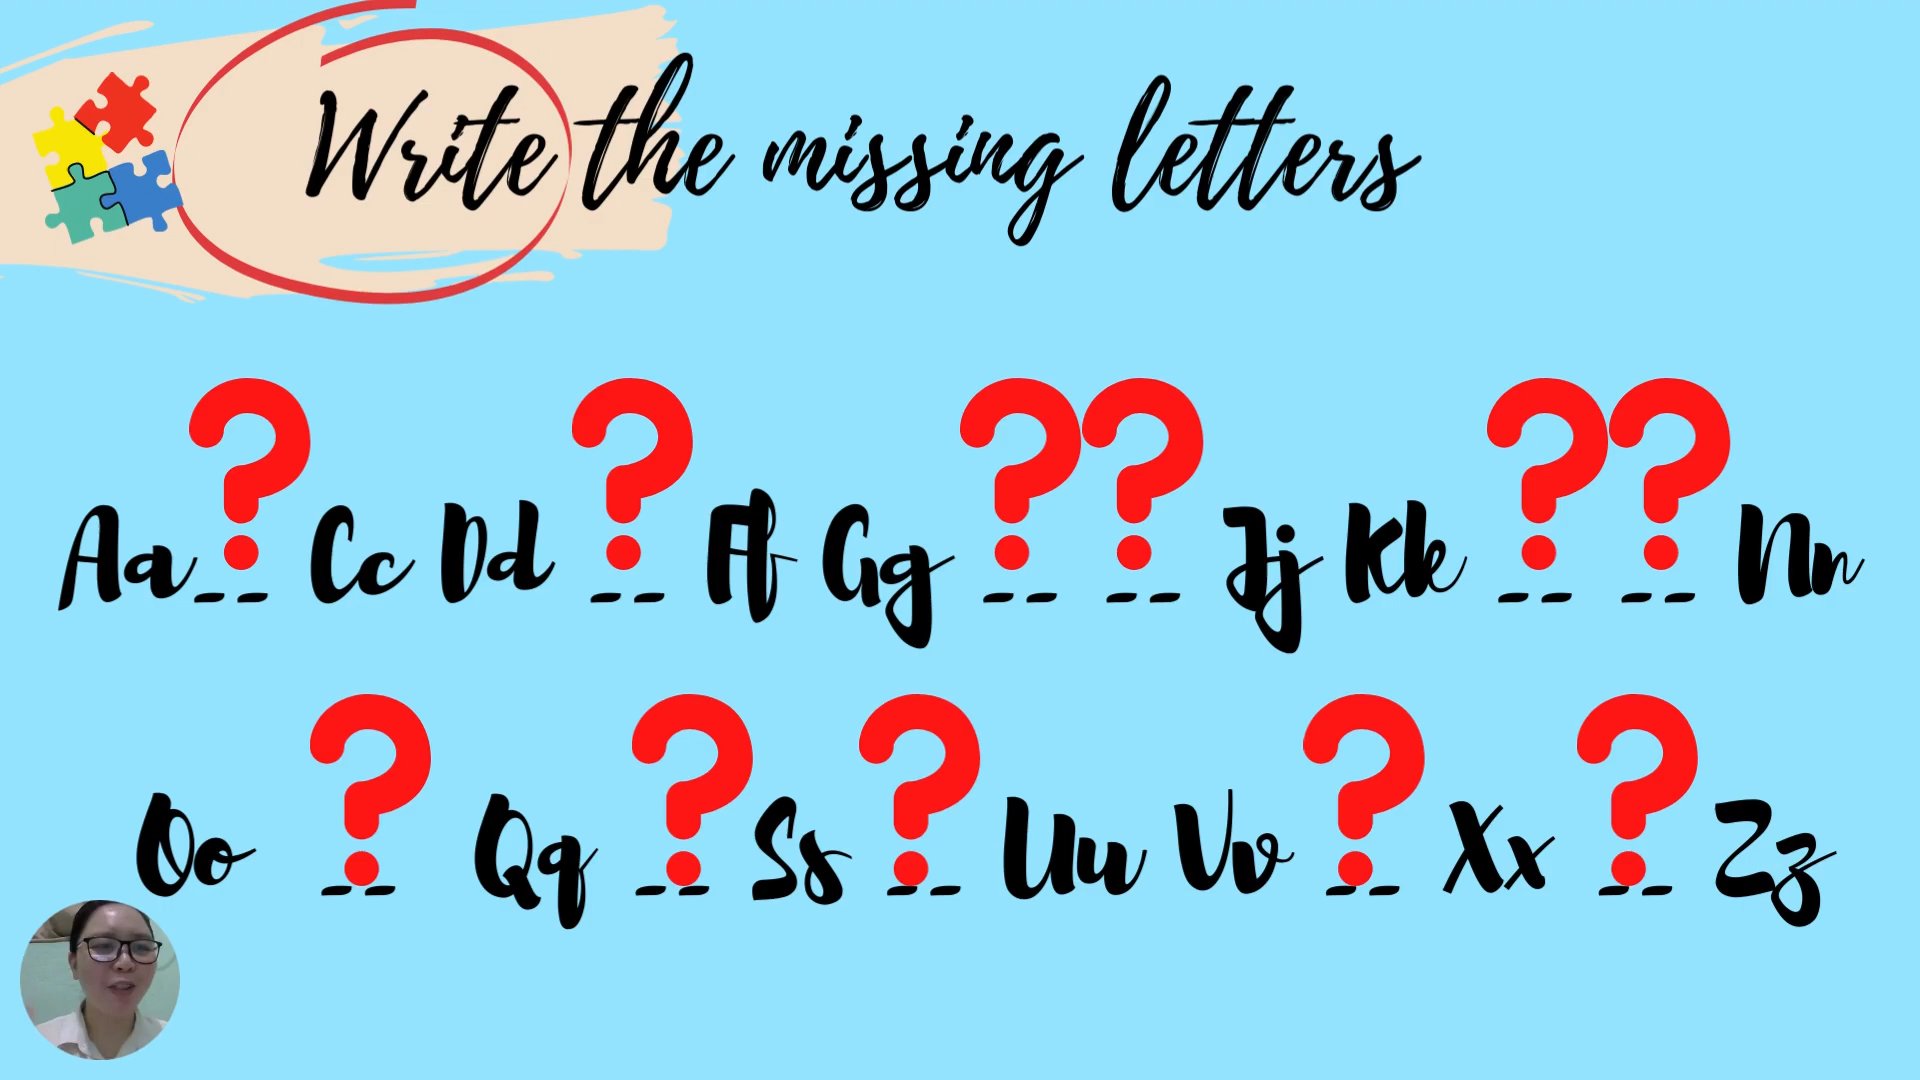 Write the missing letters
Aa ? __ Cc Dd ? __ Ff Gg ? __ ? __ Jj Kk ? __ ? __ Nn
Oo ? __ Qq ? __ Ss ? __ Uu Vv ? __ Xx ? __ Zz